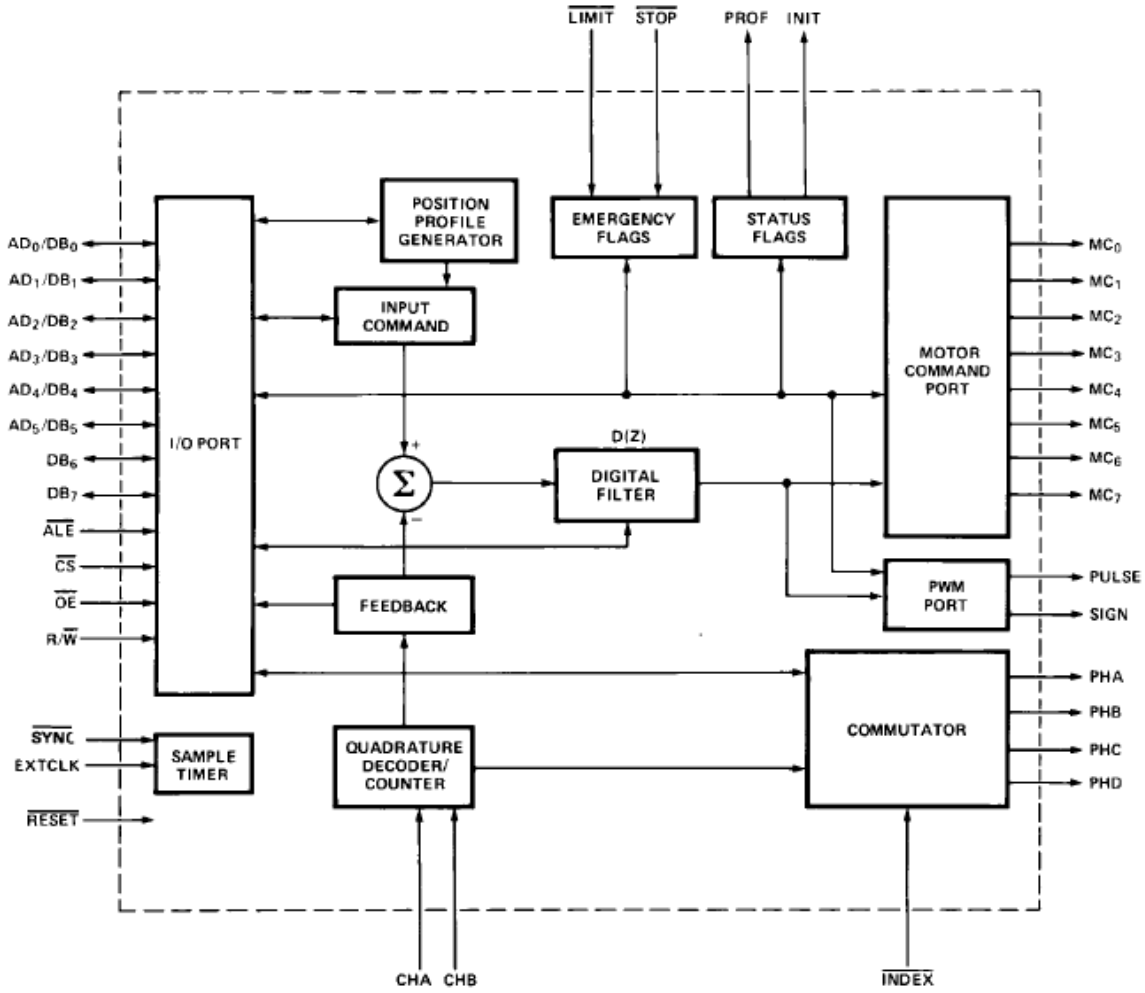 LIMIT STOP PROF INIT
POSITION
PROFILE
GENERATOR
EMERGENCY
FLAGS
STATUS
FLAGS
AD0/DB0
AD1/DB1
AD2/DB2
AD3/DB3
AD4/DB4
AD5/DB5
DB6
DB7
ALE
CS
OE
R/W
I/O PORT
INPUT
COMMAND
MOTOR
COMMAND
PORT
MC0
MC1
MC2
MC3
MC4
MC5
MC6
MC7
+
Σ
−
D(Z)
DIGITAL
FILTER
FEEDBACK
PWM
PORT
PULSE
SIGN
SYNC
EXTCLK
RESET
SAMPLE
TIMER
QUADRATURE
DECODER/
COUNTER
COMMUTATOR
PHA
PHB
PHC
PHD
CHA CHB
INDEX